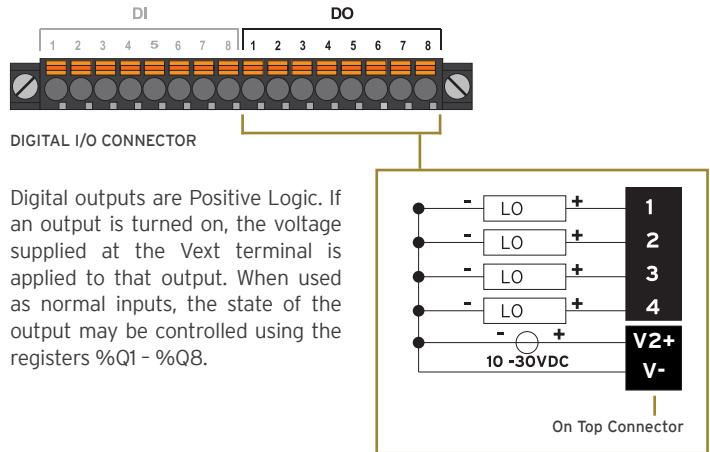 DI DO
1 2 3 4 5 6 7 8 1 2 3 4 5 6 7 8
DIGITAL I/O CONNECTOR
Digital outputs are Positive Logic. If
an output is turned on, the voltage
supplied at the Vext terminal is
applied to that output. When used
as normal inputs, the state of the
output may be controlled using the
registers %Q1 – %Q8.
- LO + 1
- LO + 2
- LO + 3
- LO + 4
- + V2+
10 -30VDC
V-
On Top Connector